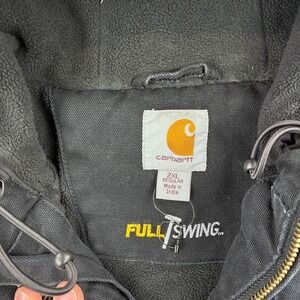 carhartt
2XL
REGULAR
Made in
India
FULL SWING